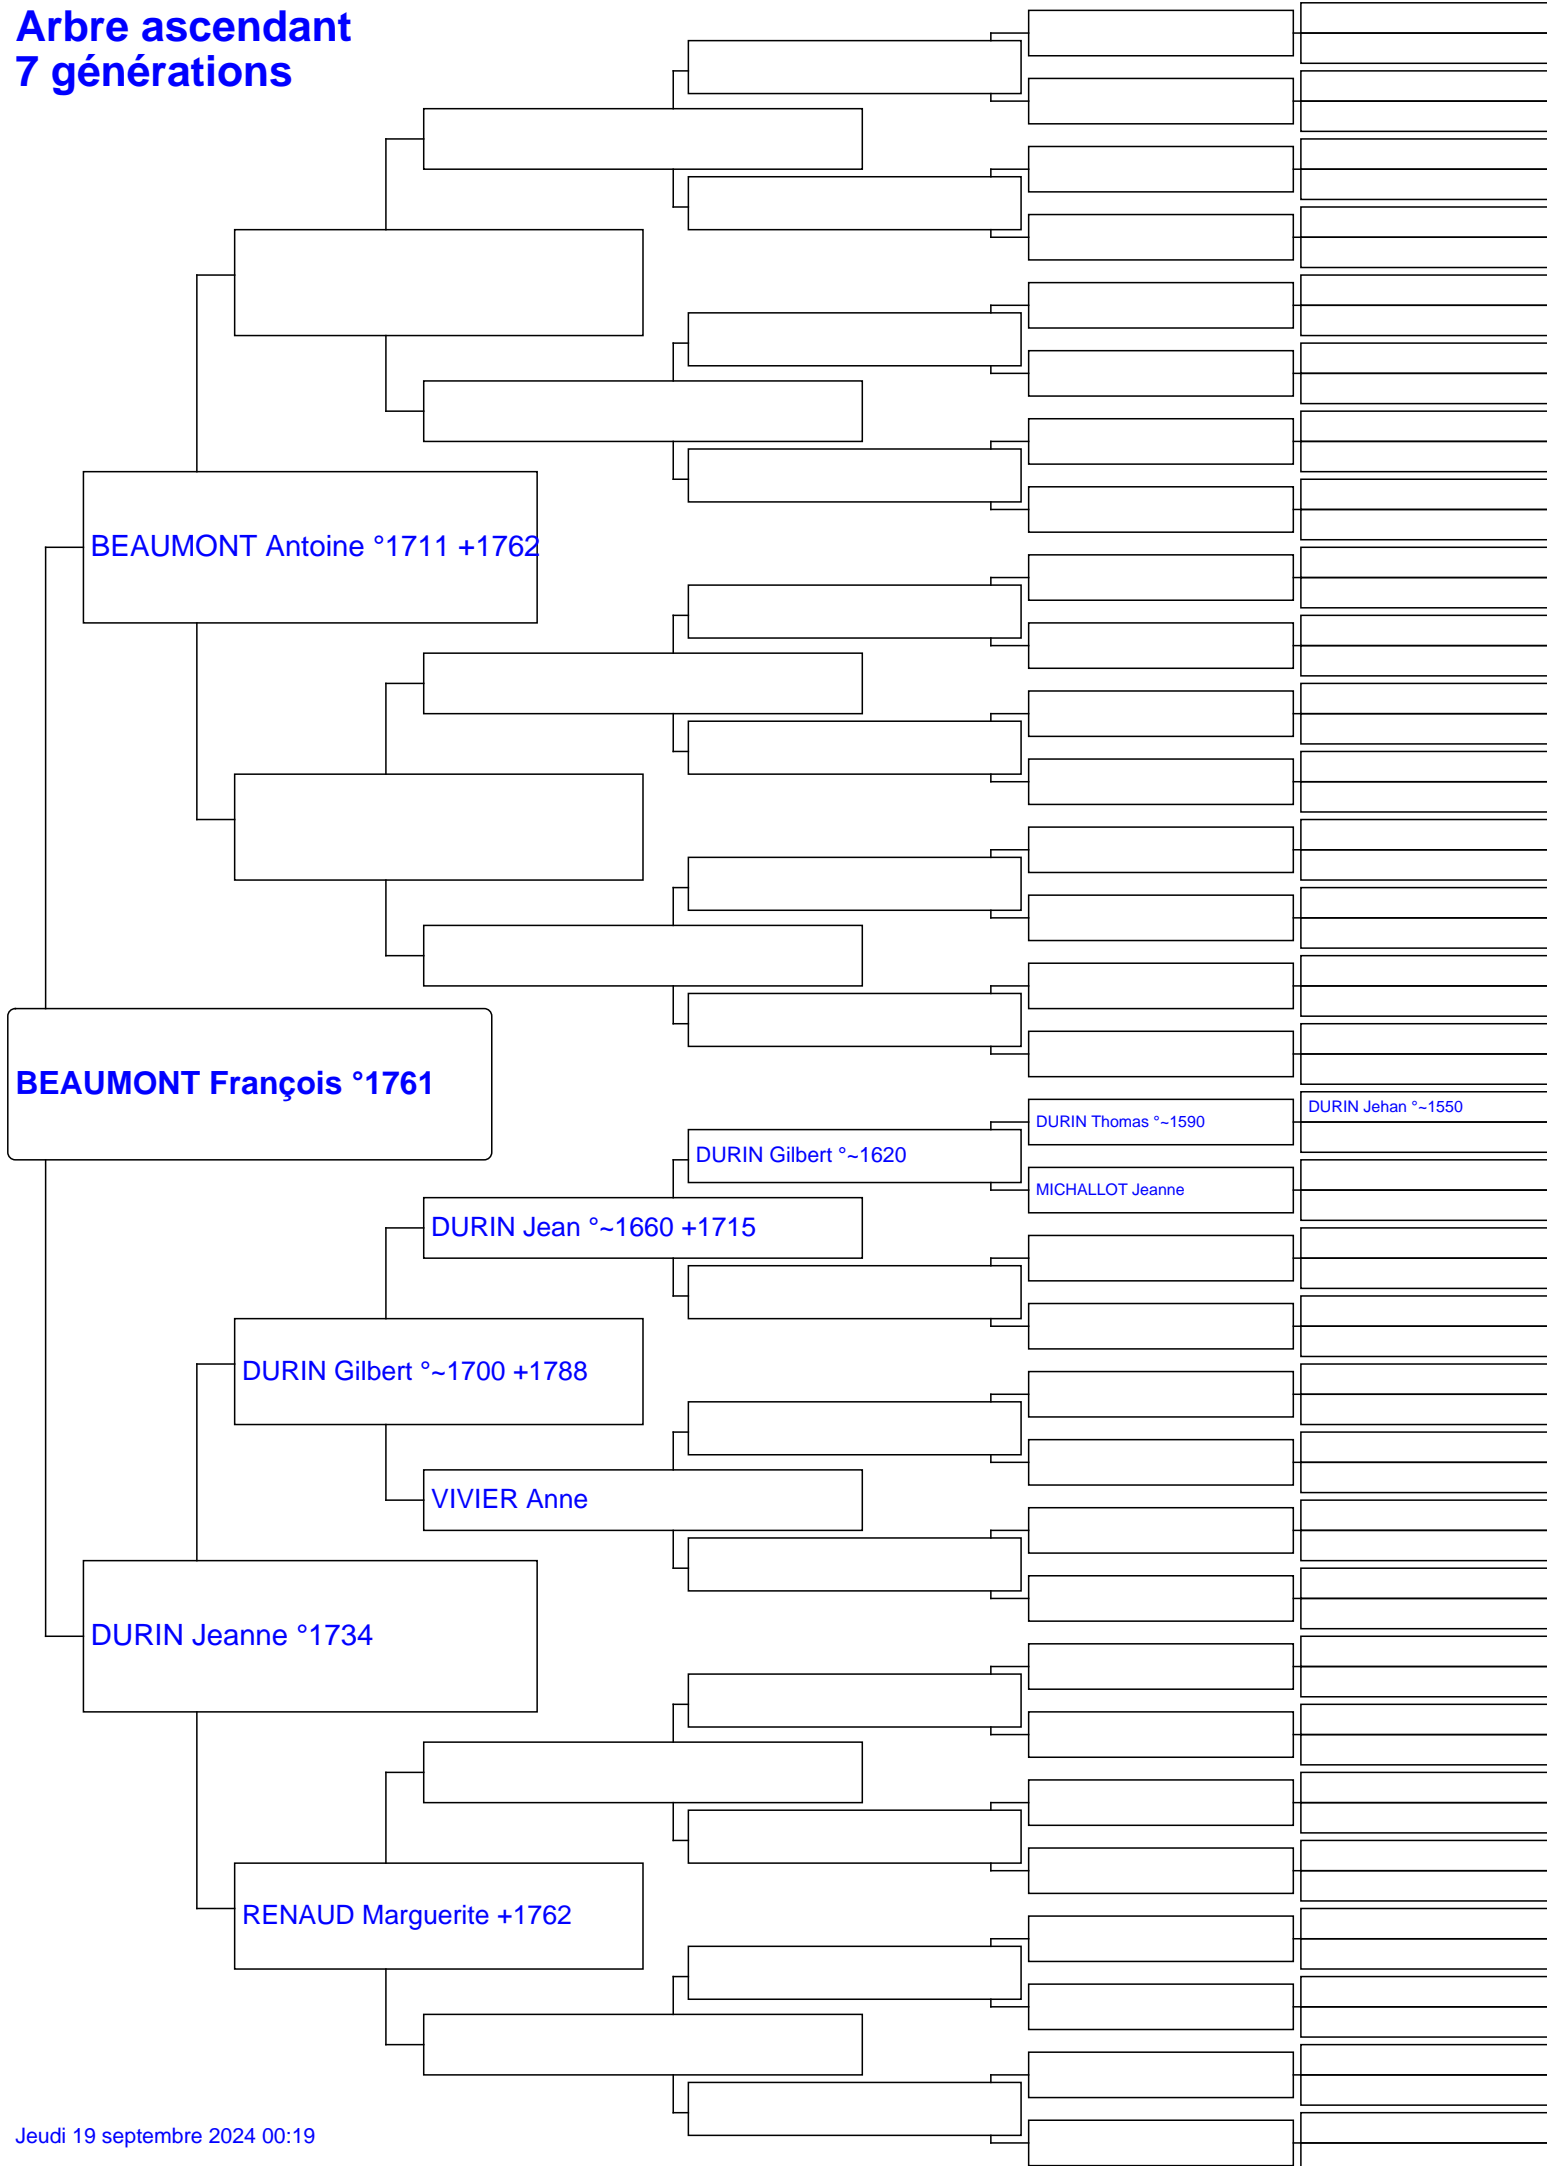 Arbre ascendant
7 générations
BEAUMONT Antoine °1711 +1762
BEAUMONT François °1761
DURIN Jehan °~1550
DURIN Thomas °~1590
DURIN Gilbert °~1620
MICHALLOT Jeanne
DURIN Jean °~1660 +1715
DURIN Gilbert °~1700 +1788
VIVIER Anne
DURIN Jeanne °1734
RENAUD Marguerite +1762
Jeudi 19 septembre 2024 00:19